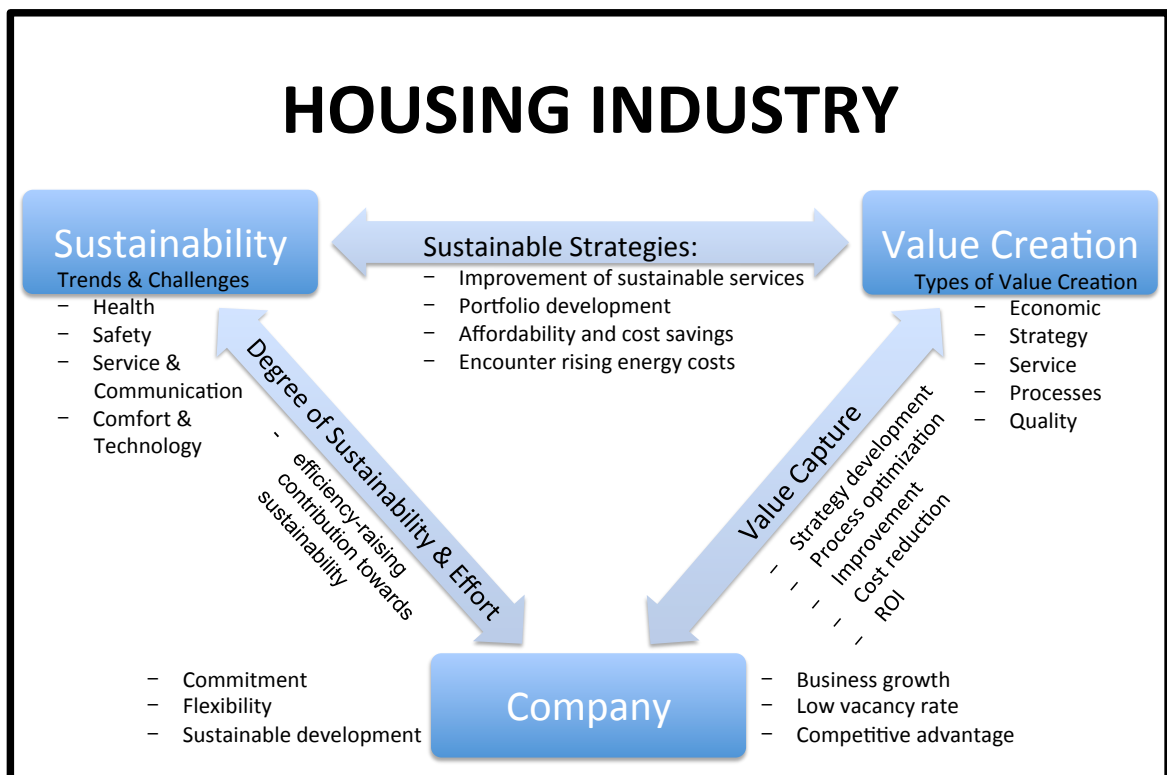 HOUSING INDUSTRY
Sustainability
Trends & Challenges
– Health
– Safety
– Service &
Communication
– Comfort &
Technology
Sustainable Strategies:
– Improvement of sustainable services
– Portfolio development
– Affordability and cost savings
– Encounter rising energy costs
Value Creation
Types of Value Creation
– Economic
– Strategy
– Service
– Processes
– Quality
Degree of Sustainability & Effort
- efficiency-raising
contribution towards
sustainability
Value Capture
– Strategy development
– Process optimization
– Improvement
– Cost reduction
– ROI
– Commitment
– Flexibility
– Sustainable development
Company
– Business growth
– Low vacancy rate
– Competitive advantage